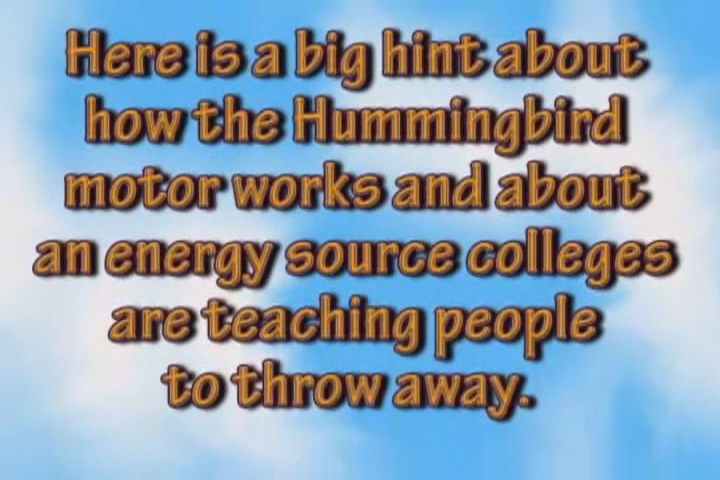 Here is a big hint about
how the Hummingbird
motor works and about
an energy source colleges
are teaching people
to throw away.